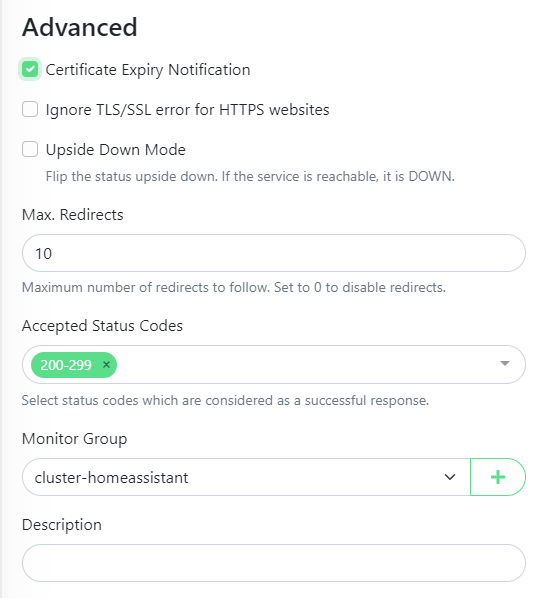 Advanced
Certificate Expiry Notification
Ignore TLS/SSL error for HTTPS websites
Upside Down Mode
Flip the status upside down. If the service is reachable, it is DOWN.
Max. Redirects
10
Maximum number of redirects to follow. Set to 0 to disable redirects.
Accepted Status Codes
200-299 ×
Select status codes which are considered as a successful response.
Monitor Group
cluster-homeassistant
Description